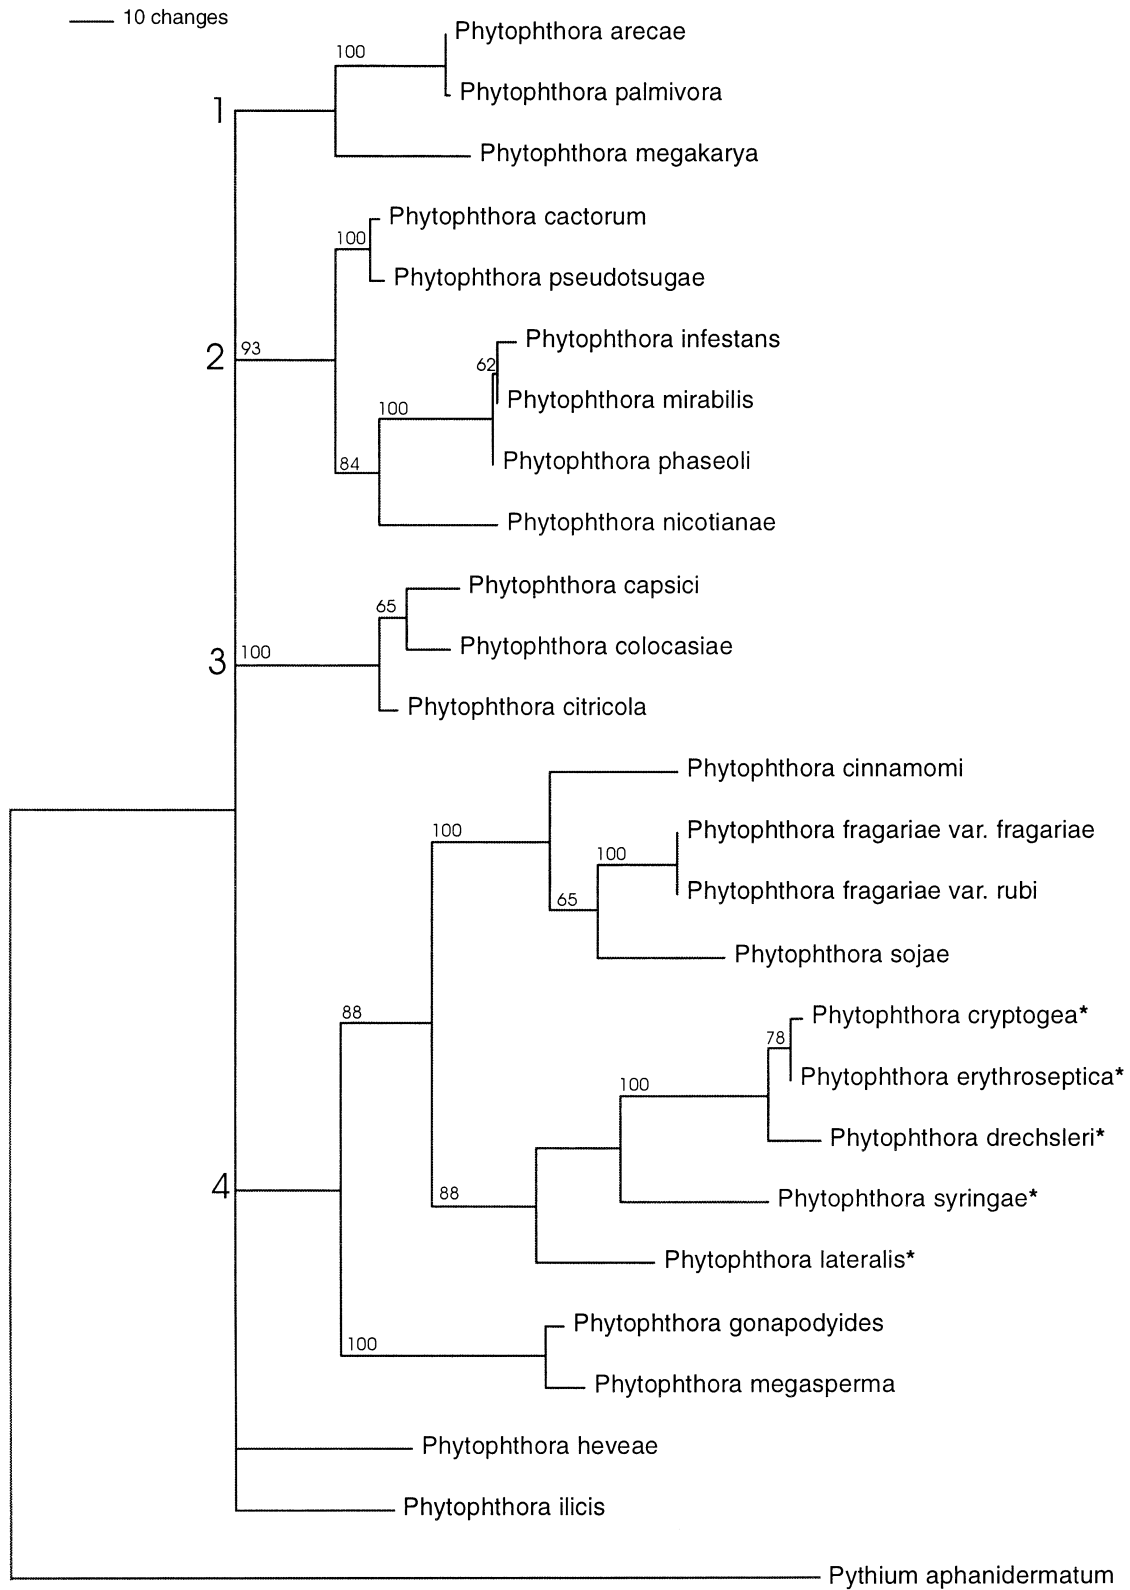 10 changes
Phytophthora arecae
100
Phytophthora palmivora
1
Phytophthora megakarya
Phytophthora cactorum
100
Phytophthora pseudotsugae
Phytophthora infestans
2
93
62
Phytophthora mirabilis
100
Phytophthora phaseoli
84
Phytophthora nicotianae
Phytophthora capsici
65
Phytophthora colocasiae
3
100
Phytophthora citricola
Phytophthora cinnamomi
100
Phytophthora fragariae var. fragariae
100
Phytophthora fragariae var. rubi
65
Phytophthora sojae
88
Phytophthora cryptogea*
78
Phytophthora erythroseptica*
100
Phytophthora drechsleri*
4
88
Phytophthora syringae*
Phytophthora lateralis*
Phytophthora gonapodyides
100
Phytophthora megasperma
Phytophthora heveae
Phytophthora ilicis
Pythium aphanidermatum